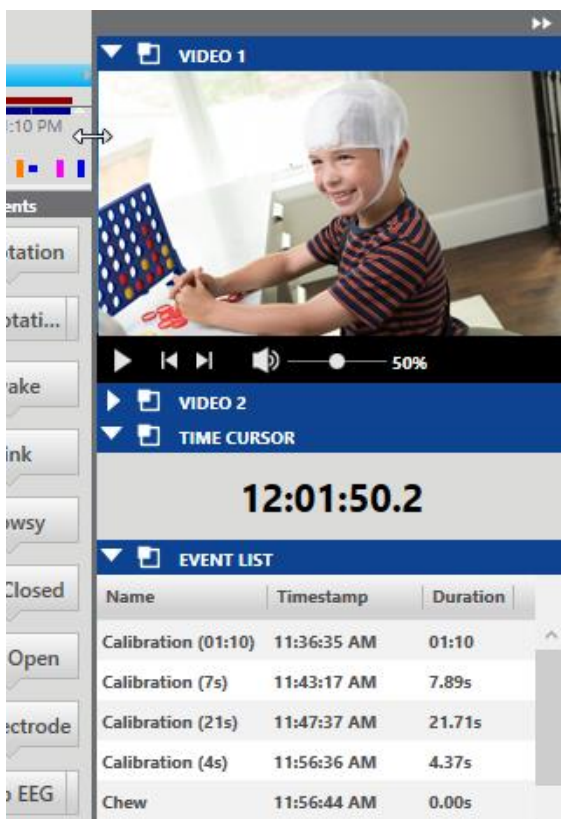 VIDEO 1
:10 PM
ents
tation
otati...
ake
ink
owsy
Closed
Open
ectrode
EEG
50%
VIDEO 2
TIME CURSOR
12:01:50.2
EVENT LIST
Name Timestamp Duration
Calibration (01:10) 11:36:35 AM 01:10
Calibration (7s) 11:43:17 AM 7.89s
Calibration (21s) 11:47:37 AM 21.71s
Calibration (4s) 11:56:36 AM 4.37s
Chew 11:56:44 AM 0.00s